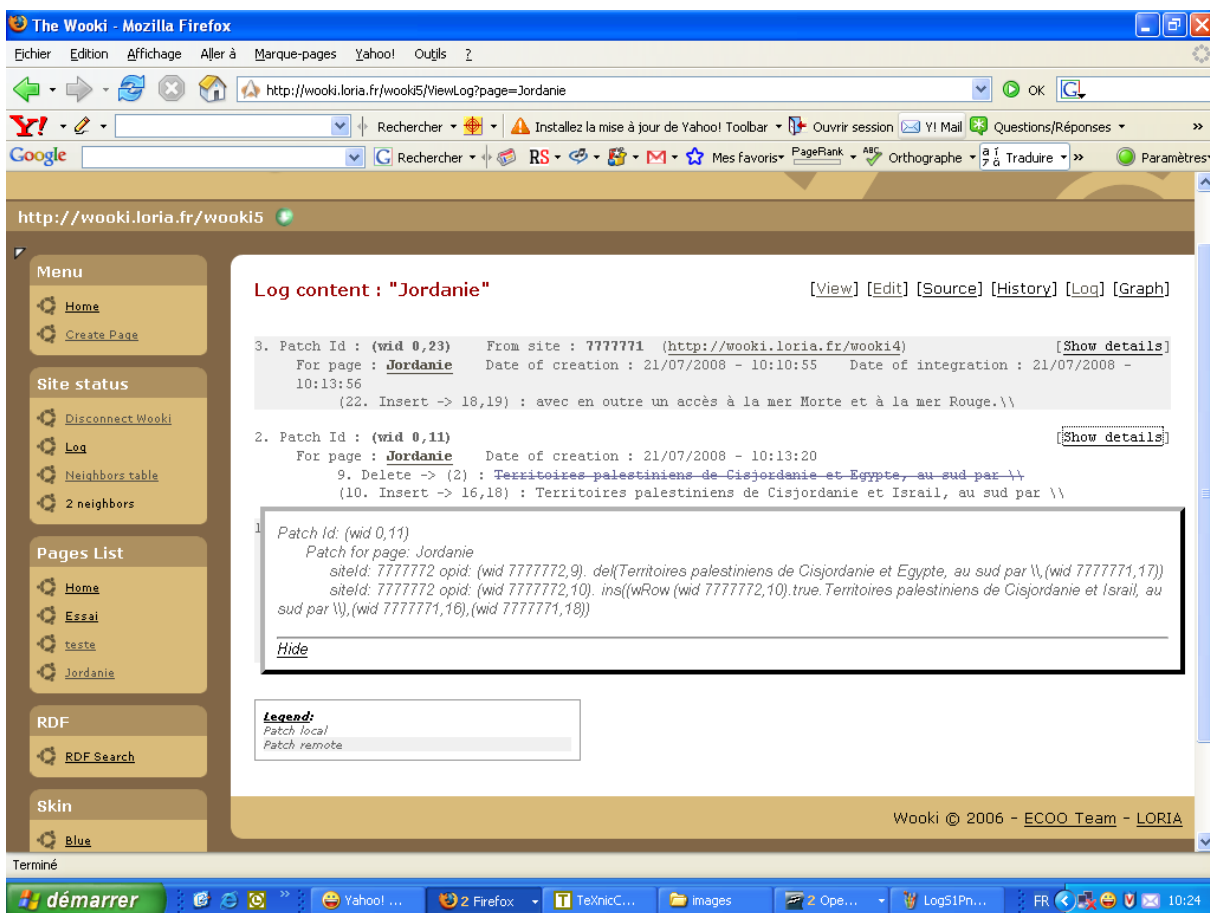 The Wooki - Mozilla Firefox
Fichier Edition Affichage Aller à Marque-pages Yahoo! Outils ?
http://wooki.loria.fr/wooki5/ViewLog?page=Jordanie OK G
Y! Rechercher Installez la mise à jour de Yahoo! Toolbar Ouvrir session Y! Mail Questions/Réponses »
Google G Rechercher RS Mes favoris PageRank ABC Orthographe Traduire » Paramètres
http://wooki.loria.fr/wooki5
Menu
Home
Create Page
Site status
Disconnect Wooki
Log
Neighbors table
2 neighbors
Pages List
Home
Essai
teste
Jordanie
RDF
RDF Search
Skin
Blue
Log content : "Jordanie" [View] [Edit] [Source] [History] [Log] [Graph]
3. Patch Id : (wid 0,23) From site : 7777771 (http://wooki.loria.fr/wooki4) [Show details]
For page : Jordanie Date of creation : 21/07/2008 - 10:10:55 Date of integration : 21/07/2008 -
10:13:56
(22. Insert -> 18,19) : avec en outre un accès à la mer Morte et à la mer Rouge.\\
2. Patch Id : (wid 0,11) [Show details]
For page : Jordanie Date of creation : 21/07/2008 - 10:13:20
9. Delete -> (2) : Territoires palestiniens de Cisjordanie et Egypte, au sud par \\
(10. Insert -> 16,18) : Territoires palestiniens de Cisjordanie et Israil, au sud par \\
1
Patch Id: (wid 0,11)
Patch for page: Jordanie
siteId: 7777772 opid: (wid 7777772,9). del(Territoires palestiniens de Cisjordanie et Egypte, au sud par \\,(wid 7777771,17))
siteId: 7777772 opid: (wid 7777772,10). ins((wRow (wid 7777772,10).true.Territoires palestiniens de Cisjordanie et Israil, au
sud par \\),(wid 7777771,16),(wid 7777771,18))
Hide
Legend:
Patch local
Patch remote
Wooki © 2006 - ECOO Team - LORIA
Terminé
démarrer » Yahoo! ... 2 Firefox TeXnicC... images 2 Ope... LogS1Pn... FR 10:24